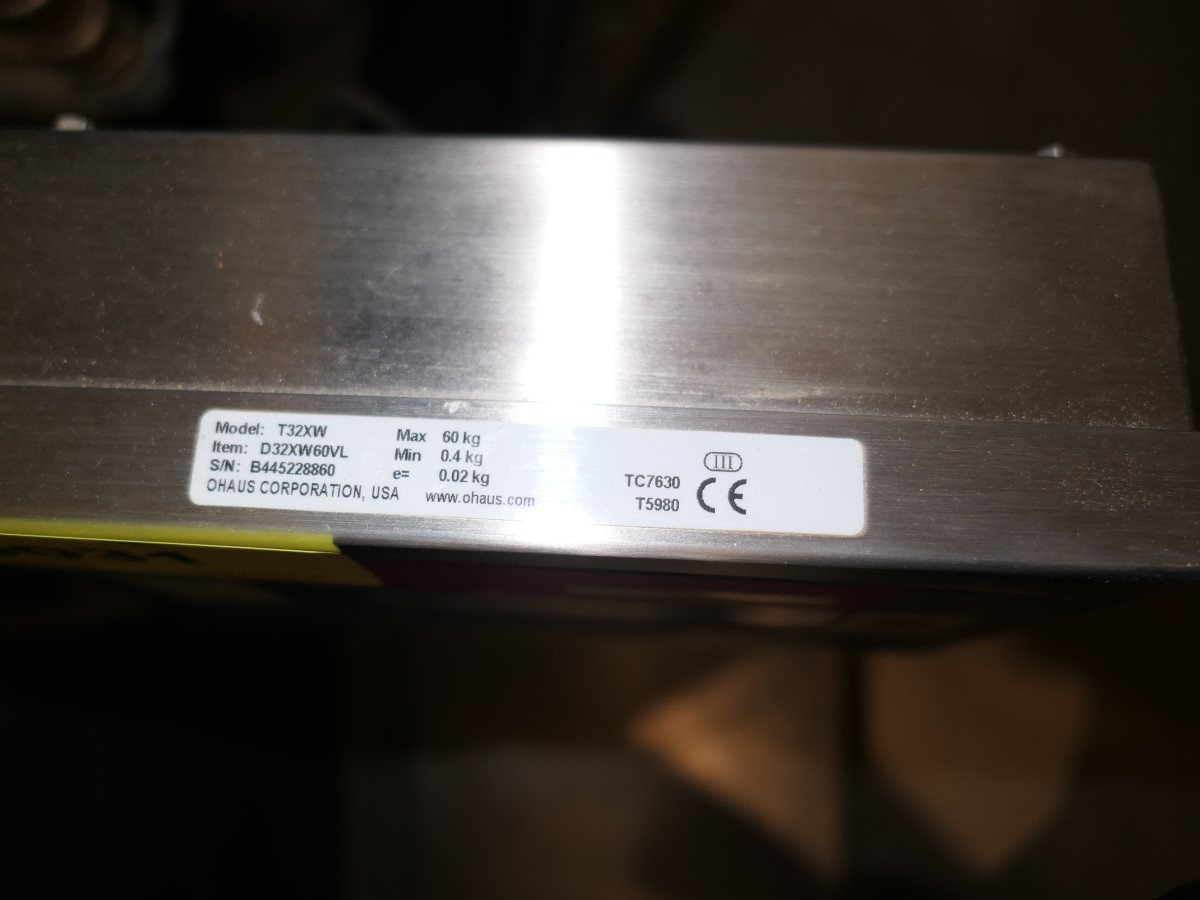 Model: T32XW
Item: D32XW60VL
S/N: B445228860
OHAUS CORPORATION, USA
Max 60 kg
Min 0.4 kg
e= 0.02 kg
www.ohaus.com
TC7630
T5980
III
CE